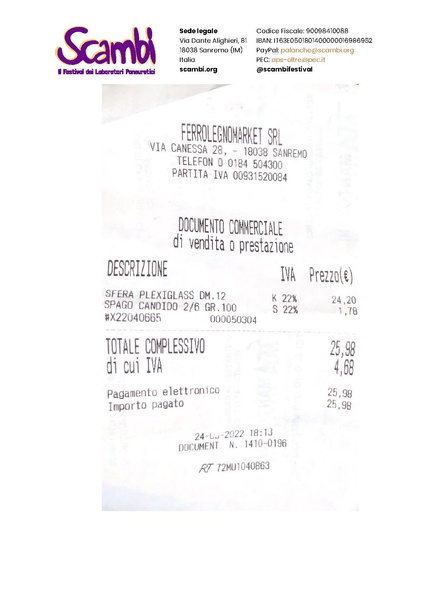 Scambi
Il Festival dei Laboratori Paneuretici
Sede legale
Via Dante Alighieri, 81
18038 Sanremo (IM)
Italia
scambi.org
Codice Fiscale: 90098410088
PayPal: palanche@scambi.org
PEC: aps-oltre@pec.it
@scambifestival
FERROLEGNOMARKET SRL
VIA CANESSA 28, - 18038 SANREMO
TELEFON O 0184 504300
PARTITA IVA 00931520084
DOCUMENTO COMMERCIALE
di vendita o prestazione
DESCRIZIONE IVA Prezzo(€)
SFERA PLEXIGLASS DM.12 K 22% 24,20
SPAGO CANDIDO 2/6 GR.100 S 22% 1,78
#X22040665 000050304
TOTALE COMPLESSIVO 25,98
di cui IVA 4,68
Pagamento elettronico 25,98
Importo pagato 25,98
18:13
DOCUMENT N. 1410-0196
RT 72MU1040863